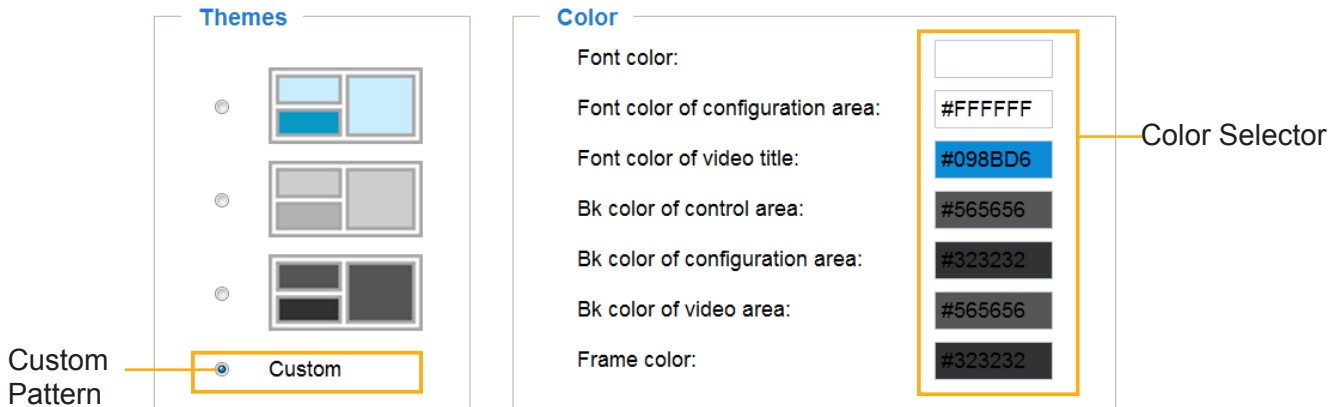 Themes
Custom
Custom
Pattern
Color
Font color:
Font color of configuration area: #FFFFFF
Font color of video title: #098BD6
Bk color of control area: #565656
Bk color of configuration area: #323232
Bk color of video area: #565656
Frame color: #323232
Color Selector